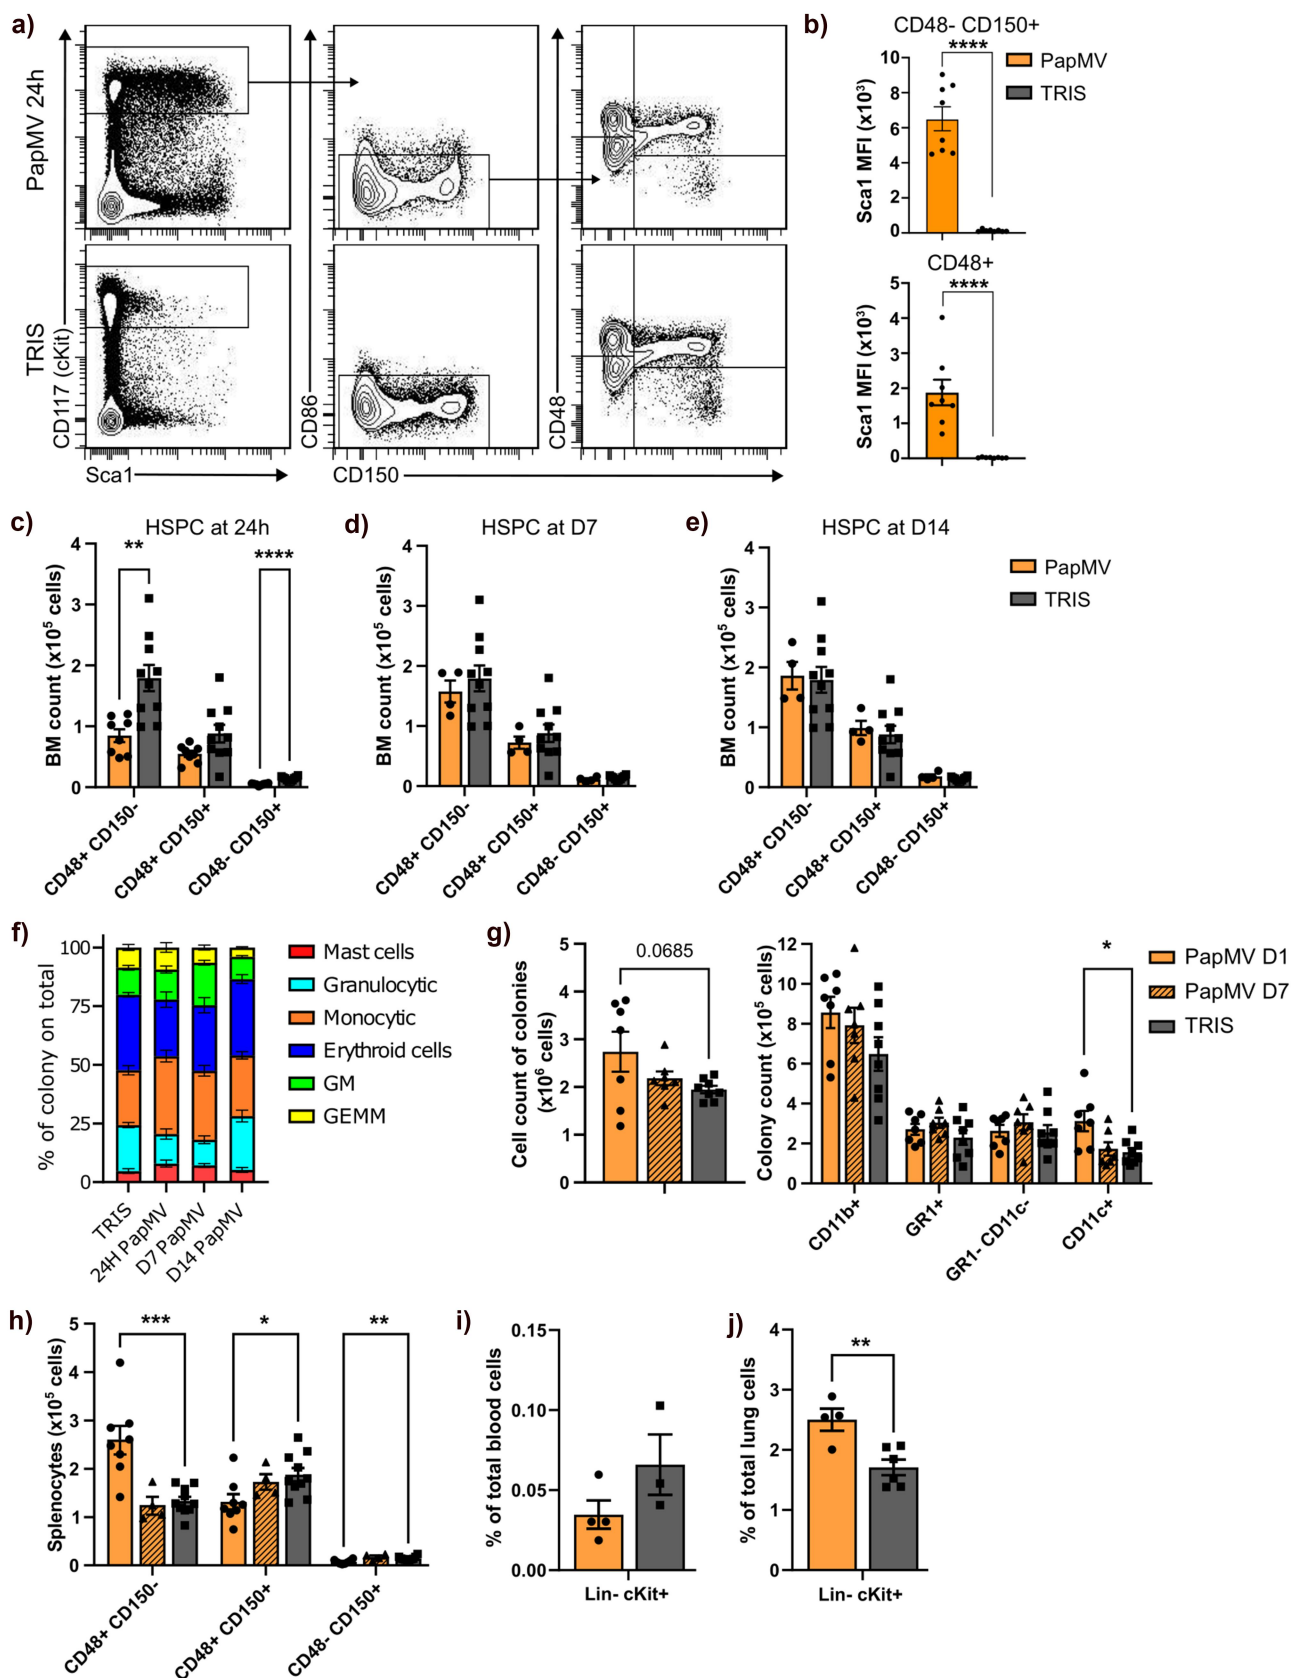 a)
PapMV 24h
TRIS
CD117 (cKit)
Sca1
CD86
CD150
CD48
b)
CD48- CD150+
****
Sca1 MFI (x10³)
10
8
6
4
2
0
PapMV
TRIS
CD48+
****
Sca1 MFI (x10³)
5
4
3
2
1
0
c)
HSPC at 24h
BM count (x10⁵ cells)
4
3
2
1
0
**
****
CD48+ CD150-
CD48+ CD150+
CD48- CD150+
d)
HSPC at D7
BM count (x10⁵ cells)
4
3
2
1
0
CD48+ CD150-
CD48+ CD150+
CD48- CD150+
e)
HSPC at D14
BM count (x10⁵ cells)
4
3
2
1
0
CD48+ CD150-
CD48+ CD150+
CD48- CD150+
PapMV
TRIS
f)
% of colony on total
100
75
50
25
0
TRIS
24H PapMV
D7 PapMV
D14 PapMV
Mast cells
Granulocytic
Monocytic
Erythroid cells
GM
GEMM
g)
Cell count of colonies
(x10⁶ cells)
5
4
3
2
1
0
0.0685
Colony count (x10⁵ cells)
12
10
8
6
4
2
0
*
CD11b+
GR1+
GR1- CD11c-
CD11c+
PapMV D1
PapMV D7
TRIS
h)
Splenocytes (x10⁵ cells)
5
4
3
2
1
0
***
*
**
CD48+ CD150-
CD48+ CD150+
CD48- CD150+
i)
% of total blood cells
0.15
0.10
0.05
0.00
Lin- cKit+
j)
% of total lung cells
4
3
2
1
0
**
Lin- cKit+